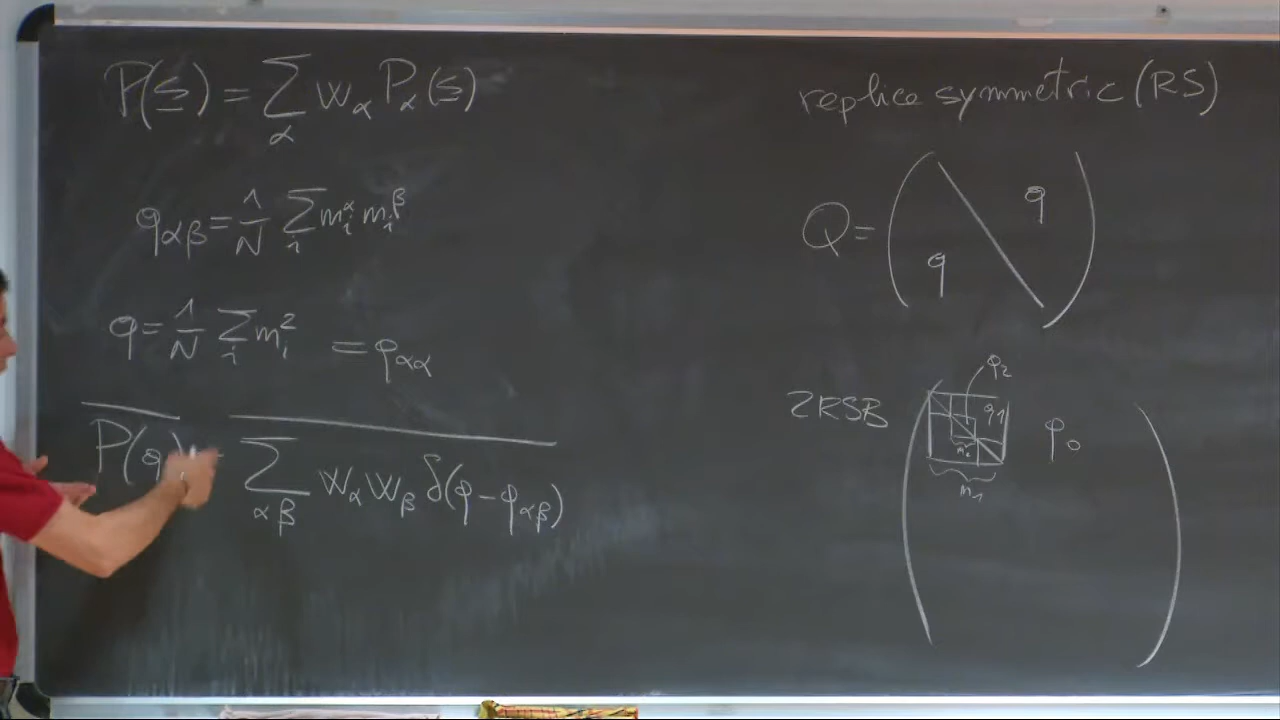 P(s) = ∑_α w_α P_α(s)
q_αβ = 1/N ∑_i m_i^α m_i^β
q = 1/N ∑_i m_i^2 = q_αα
P(q) = ∑_αβ w_α w_β δ(q - q_αβ)
replica symmetric (RS)
Q = ( q
q )
2RSB
q_2
q_1
q_0
m_1